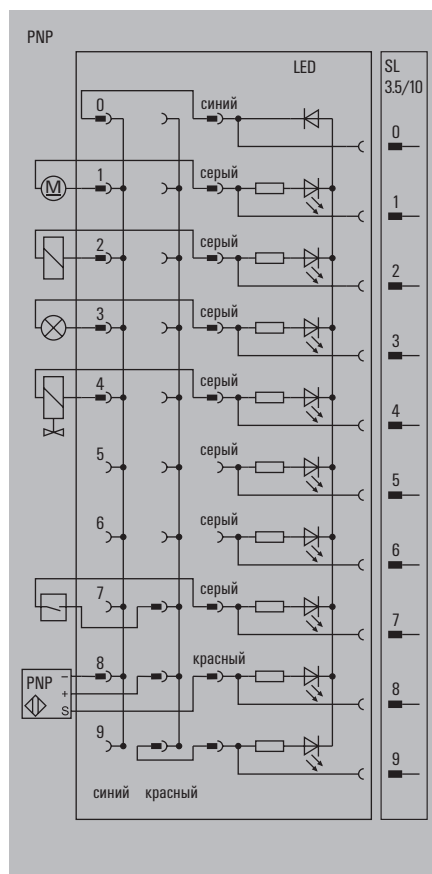 PNP
LED
SL
3.5/10
0 синий
0
1 серый
1
2 серый
2
3 серый
3
4 серый
4
5 серый
5
6 серый
6
7 серый
7
8 красный
PNP
–
+
S
8
9
9
синий красный
M